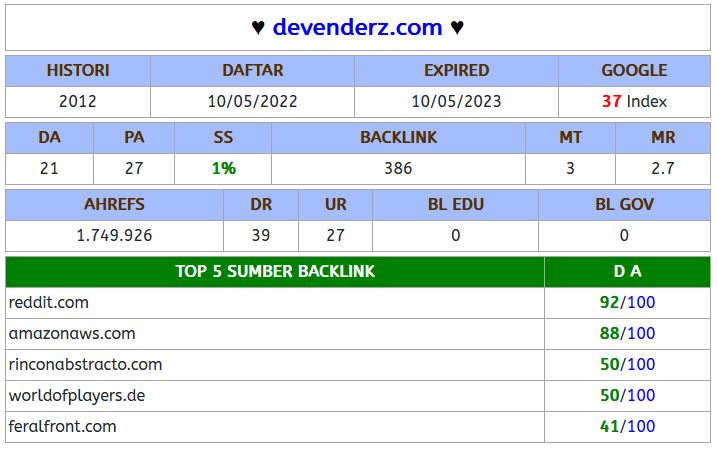 ♥ devenderz.com ♥
HISTORI DAFTAR ExPIRED GOOGLE
2012 10/05/2022 10/05/2023 37 Index
DA PA SS BACKLINK MT MR
21 27 1% 386 3 2.7
AHREFS DR UR BL EDU BL GOV
1.749.926 39 27 0 0
TOP 5 SUMBER BACKLINK D A
reddit.com 92/100
amazonaws.com 88/100
rinconabstracto.com 50/100
worldofplayers.de 50/100
feralfront.com 41/100